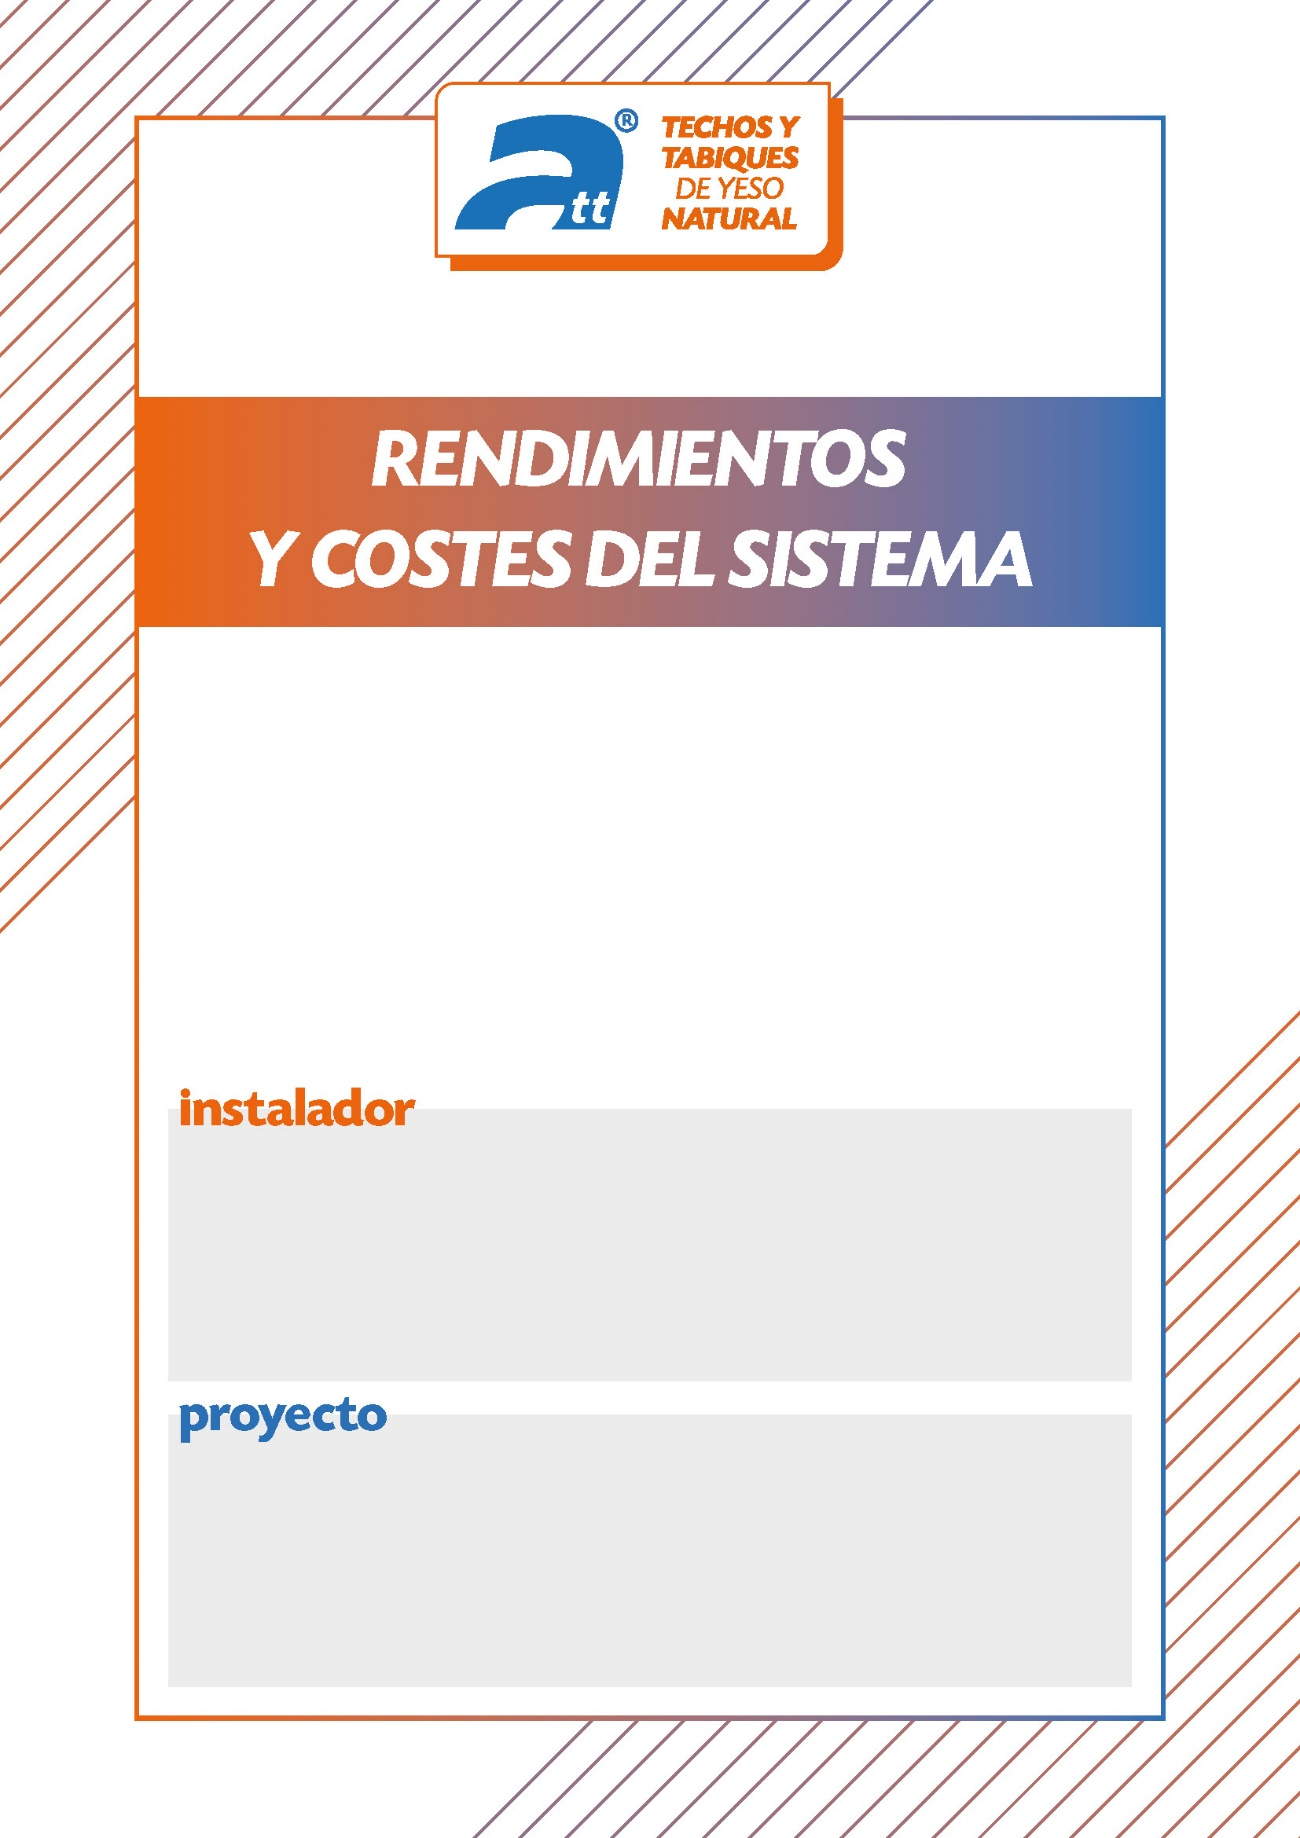 att®
TECHOS Y
TABIQUES
DE YESO
NATURAL
RENDIMIENTOS
Y COSTES DEL SISTEMA
instalador
proyecto